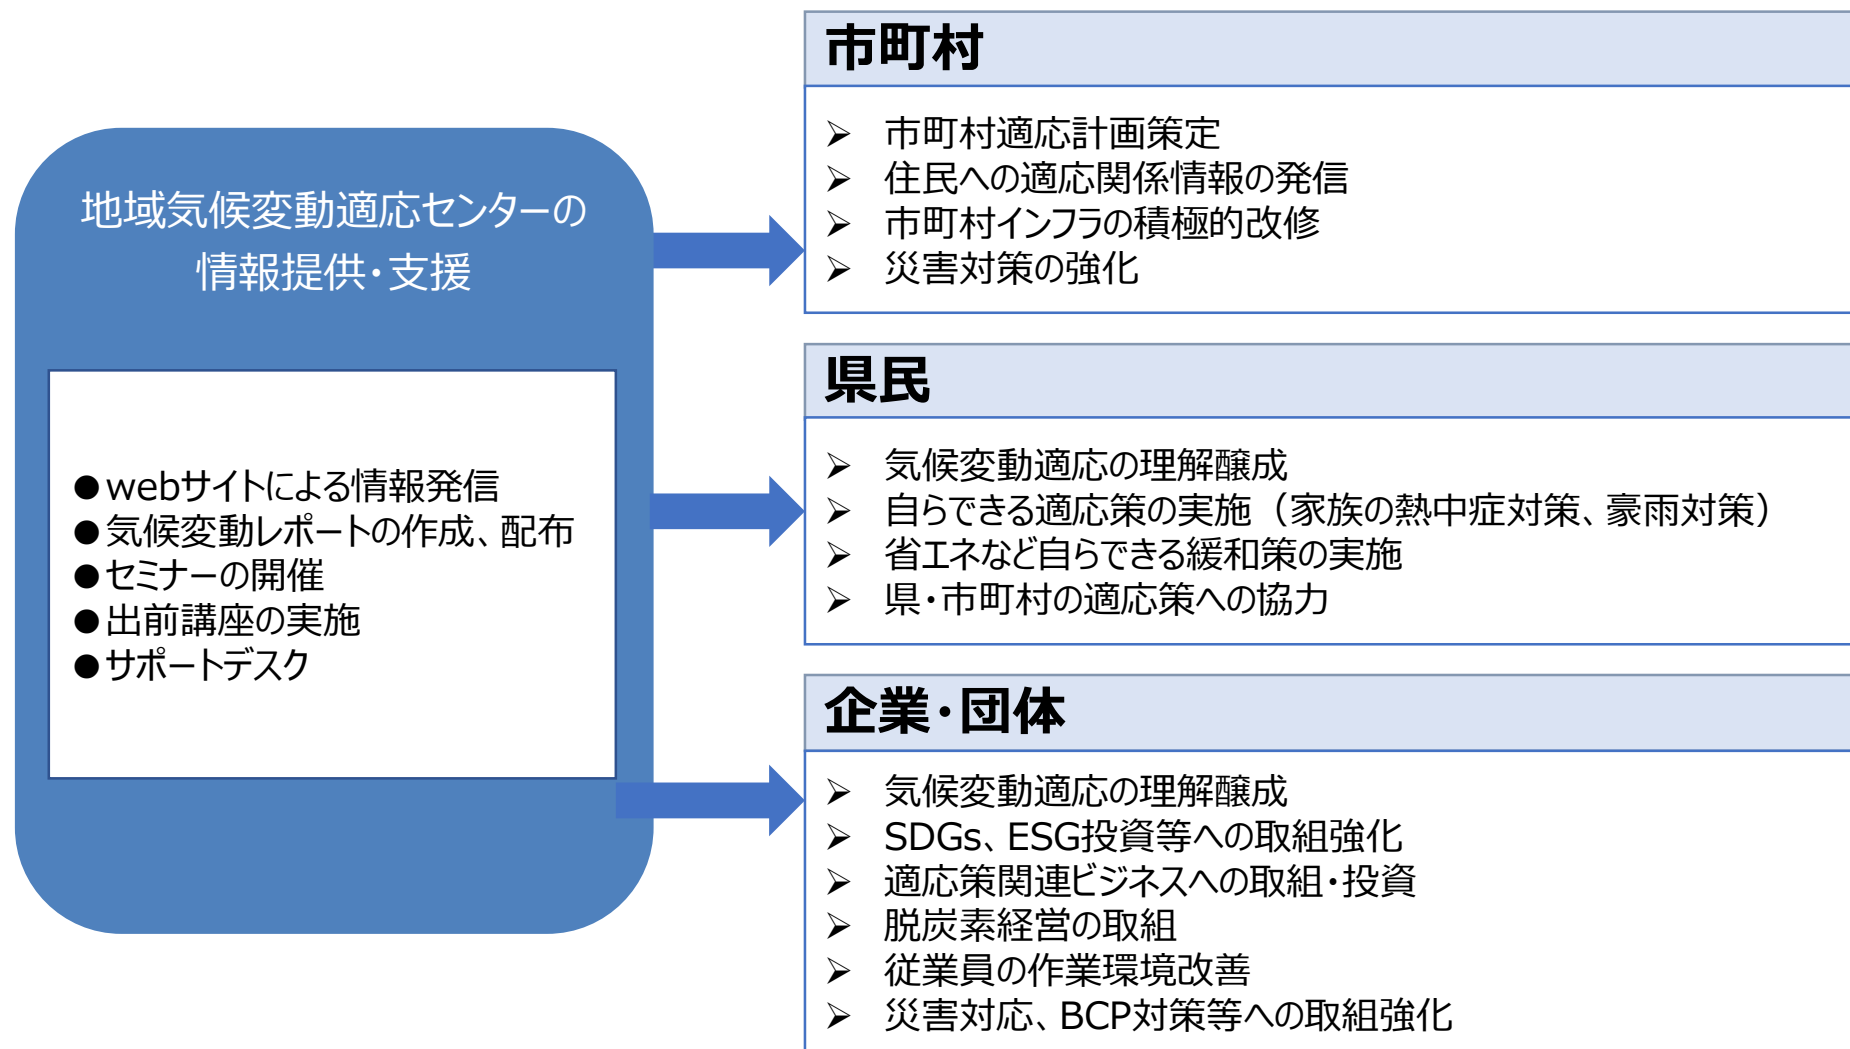 地域気候変動適応センターの
情報提供・支援
●webサイトによる情報発信
●気候変動レポートの作成、配布
●セミナーの開催
●出前講座の実施
●サポートデスク
市町村
➢ 市町村適応計画策定
➢ 住民への適応関係情報の発信
➢ 市町村インフラの積極的改修
➢ 災害対策の強化
県民
➢ 気候変動適応の理解醸成
➢ 自らできる適応策の実施（家族の熱中症対策、豪雨対策）
➢ 省エネなど自らできる緩和策の実施
➢ 県・市町村の適応策への協力
企業・団体
➢ 気候変動適応の理解醸成
➢ SDGs、ESG投資等への取組強化
➢ 適応策関連ビジネスへの取組・投資
➢ 脱炭素経営の取組
➢ 従業員の作業環境改善
➢ 災害対応、BCP対策等への取組強化